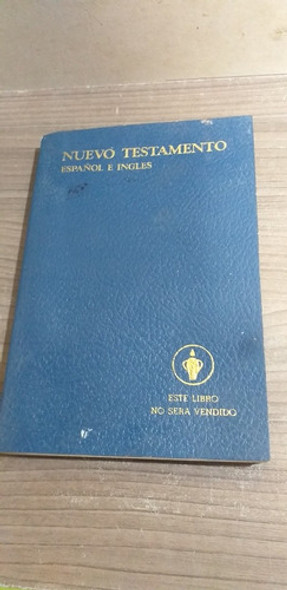 NUEVO TESTAMENTO
ESPAÑOL E INGLES
ESTE LIBRO
NO SERA VENDIDO